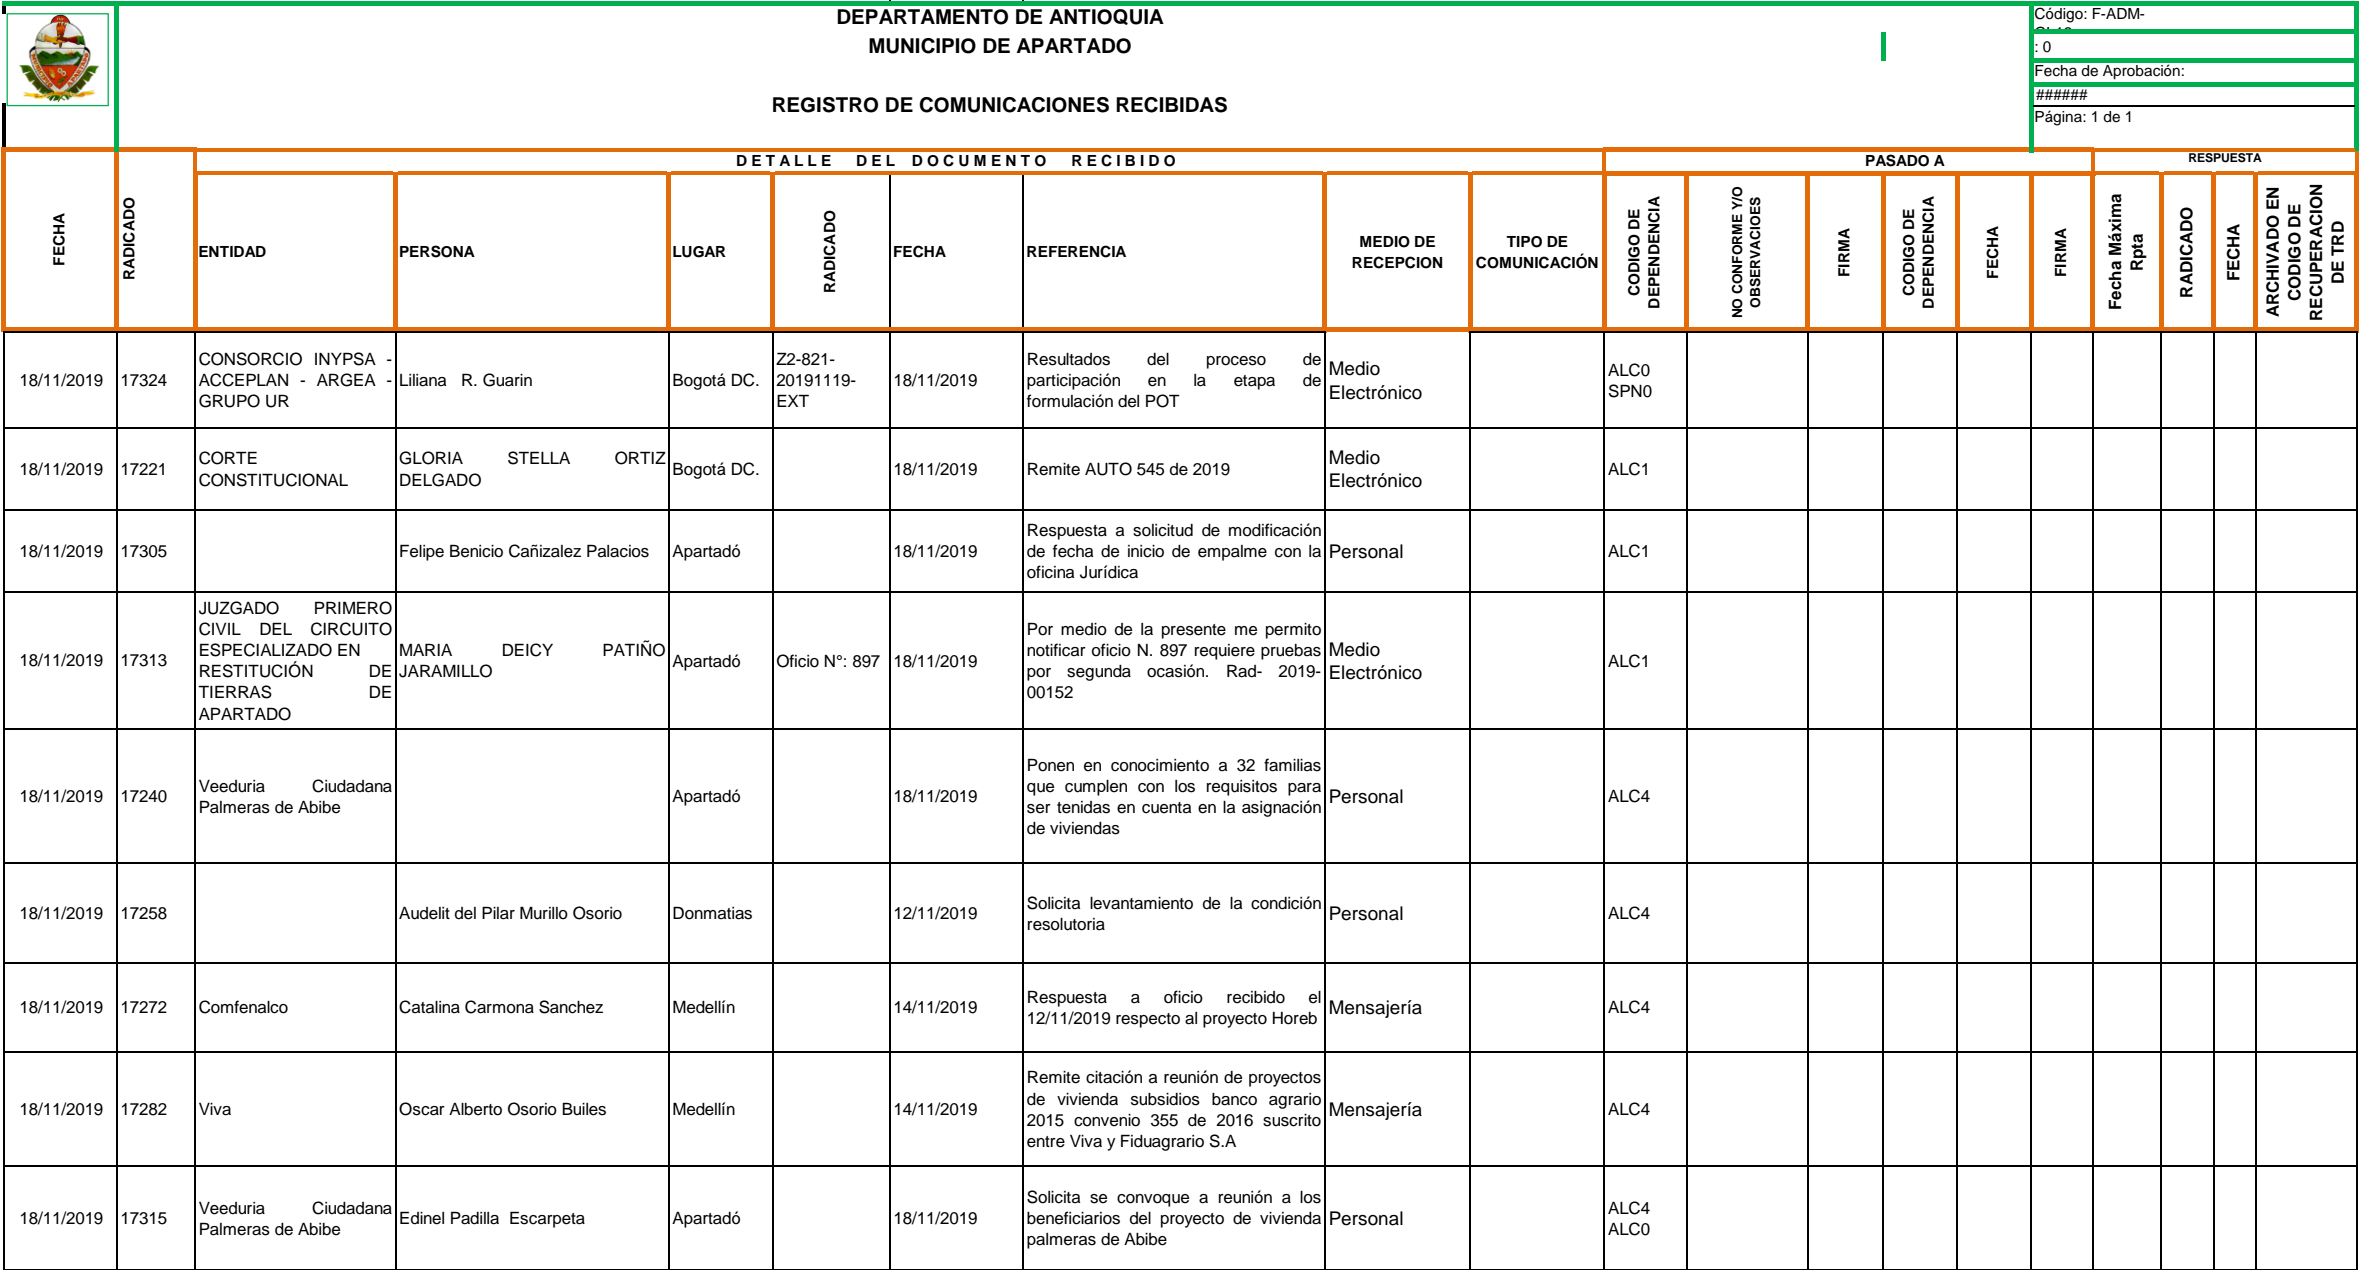 DEPARTAMENTO DE ANTIOQUIA
MUNICIPIO DE APARTADO
REGISTRO DE COMUNICACIONES RECIBIDAS
Código: F-ADM-
: 0
Fecha de Aprobación:
######
Página: 1 de 1
DETALLE DEL DOCUMENTO RECIBIDO
PASADO A
RESPUESTA
FECHA
RADICADO
ENTIDAD
PERSONA
LUGAR
RADICADO
FECHA
REFERENCIA
MEDIO DE
RECEPCION
TIPO DE
COMUNICACIÓN
CODIGO DE
DEPENDENCIA
NO CONFORME Y/O
OBSERVACIOES
FIRMA
CODIGO DE
DEPENDENCIA
FECHA
FIRMA
Fecha Máxima
Rpta
RADICADO
FECHA
ARCHIVADO EN
CODIGO DE
RECUPERACION
DE TRD
18/11/2019
17324
CONSORCIO INYPSA -
ACCEPLAN - ARGEA -
GRUPO UR
Liliana R. Guarin
Bogotá DC.
Z2-821-
20191119-
EXT
18/11/2019
Resultados del proceso de
participación en la etapa de
formulación del POT
Medio
Electrónico
ALC0
SPN0
18/11/2019
17221
CORTE
CONSTITUCIONAL
GLORIA STELLA ORTIZ
DELGADO
Bogotá DC.
18/11/2019
Remite AUTO 545 de 2019
Medio
Electrónico
ALC1
18/11/2019
17305
Felipe Benicio Cañizalez Palacios
Apartadó
18/11/2019
Respuesta a solicitud de modificación
de fecha de inicio de empalme con la
oficina Jurídica
Personal
ALC1
18/11/2019
17313
JUZGADO PRIMERO
CIVIL DEL CIRCUITO
ESPECIALIZADO EN
RESTITUCIÓN DE
TIERRAS DE
APARTADO
MARIA DEICY PATIÑO
JARAMILLO
Apartadó
Oficio N°: 897
18/11/2019
Por medio de la presente me permito
notificar oficio N. 897 requiere pruebas
por segunda ocasión. Rad- 2019-
00152
Medio
Electrónico
ALC1
18/11/2019
17240
Veeduria Ciudadana
Palmeras de Abibe
Apartadó
18/11/2019
Ponen en conocimiento a 32 familias
que cumplen con los requisitos para
ser tenidas en cuenta en la asignación
de viviendas
Personal
ALC4
18/11/2019
17258
Audelit del Pilar Murillo Osorio
Donmatias
12/11/2019
Solicita levantamiento de la condición
resolutoria
Personal
ALC4
18/11/2019
17272
Comfenalco
Catalina Carmona Sanchez
Medellín
14/11/2019
Respuesta a oficio recibido el
12/11/2019 respecto al proyecto Horeb
Mensajería
ALC4
18/11/2019
17282
Viva
Oscar Alberto Osorio Builes
Medellín
14/11/2019
Remite citación a reunión de proyectos
de vivienda subsidios banco agrario
2015 convenio 355 de 2016 suscrito
entre Viva y Fiduagrario S.A
Mensajería
ALC4
18/11/2019
17315
Veeduria Ciudadana
Palmeras de Abibe
Edinel Padilla Escarpeta
Apartadó
18/11/2019
Solicita se convoque a reunión a los
beneficiarios del proyecto de vivienda
palmeras de Abibe
Personal
ALC4
ALC0